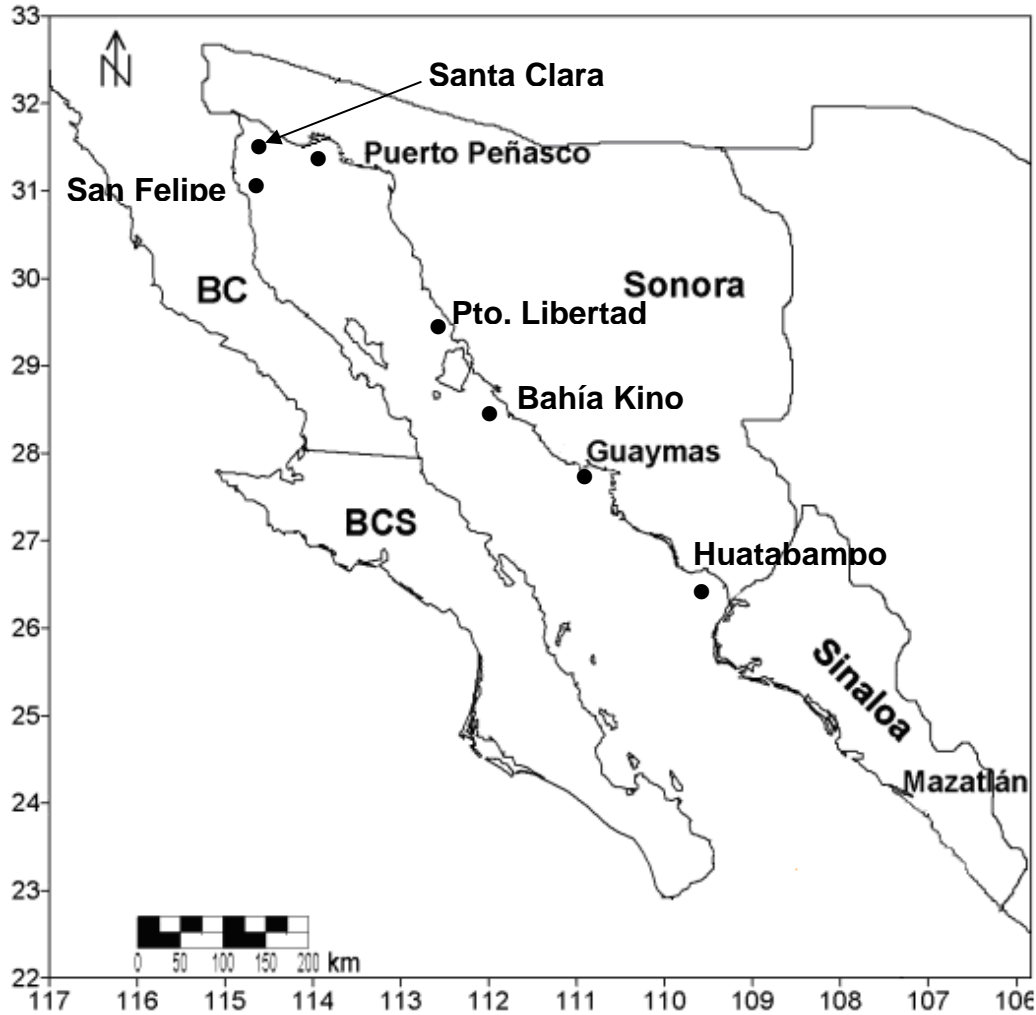 33
N
Santa Clara
32
Puerto Peñasco
San Felipe
31
BC
30
Sonora
Pto. Libertad
29
Bahía Kino
28
Guaymas
BCS
27
Huatabampo
26
Sinaloa
25
Mazatlán
24
23
0 50 100 150 200 km
22
117 116 115 114 113 112 111 110 109 108 107 106